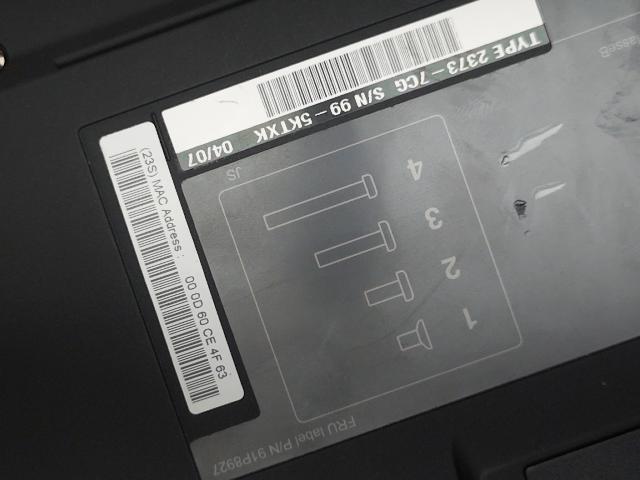 TYPE 2373-7CG S/N 99-5KTXK 04/07
(23S) MAC Address :
00 0D 60 CE 4F 63
JS
4
3
2
1
FRU label P/N 91P8927